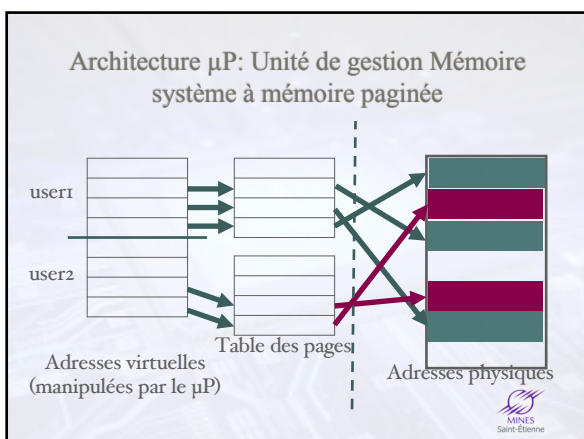 Architecture µP: Unité de gestion Mémoire
système à mémoire paginée
user1
user2
Table des pages
Adresses virtuelles
(manipulées par le µP)
Adresses physiques
MINES
Saint-Étienne